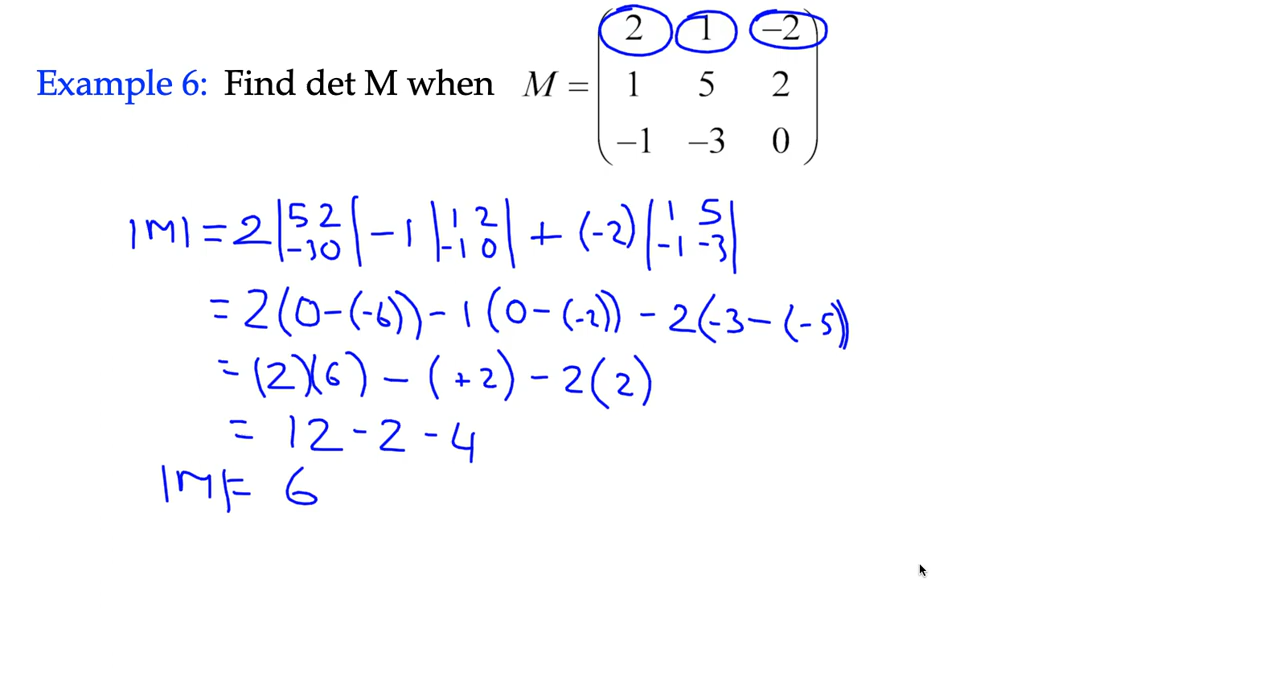 Example 6: Find det M when M = ( 2 1 –2
1 5 2
–1 –3 0 )
|M| = 2 |5 2 -3 0| - 1 |1 2 -1 0| + (-2) |1 5 -1 -3|
= 2(0-(-6)) - 1(0-(-2)) - 2(-3-(-5))
= (2)(6) - (+2) - 2(2)
= 12 - 2 - 4
|M| = 6